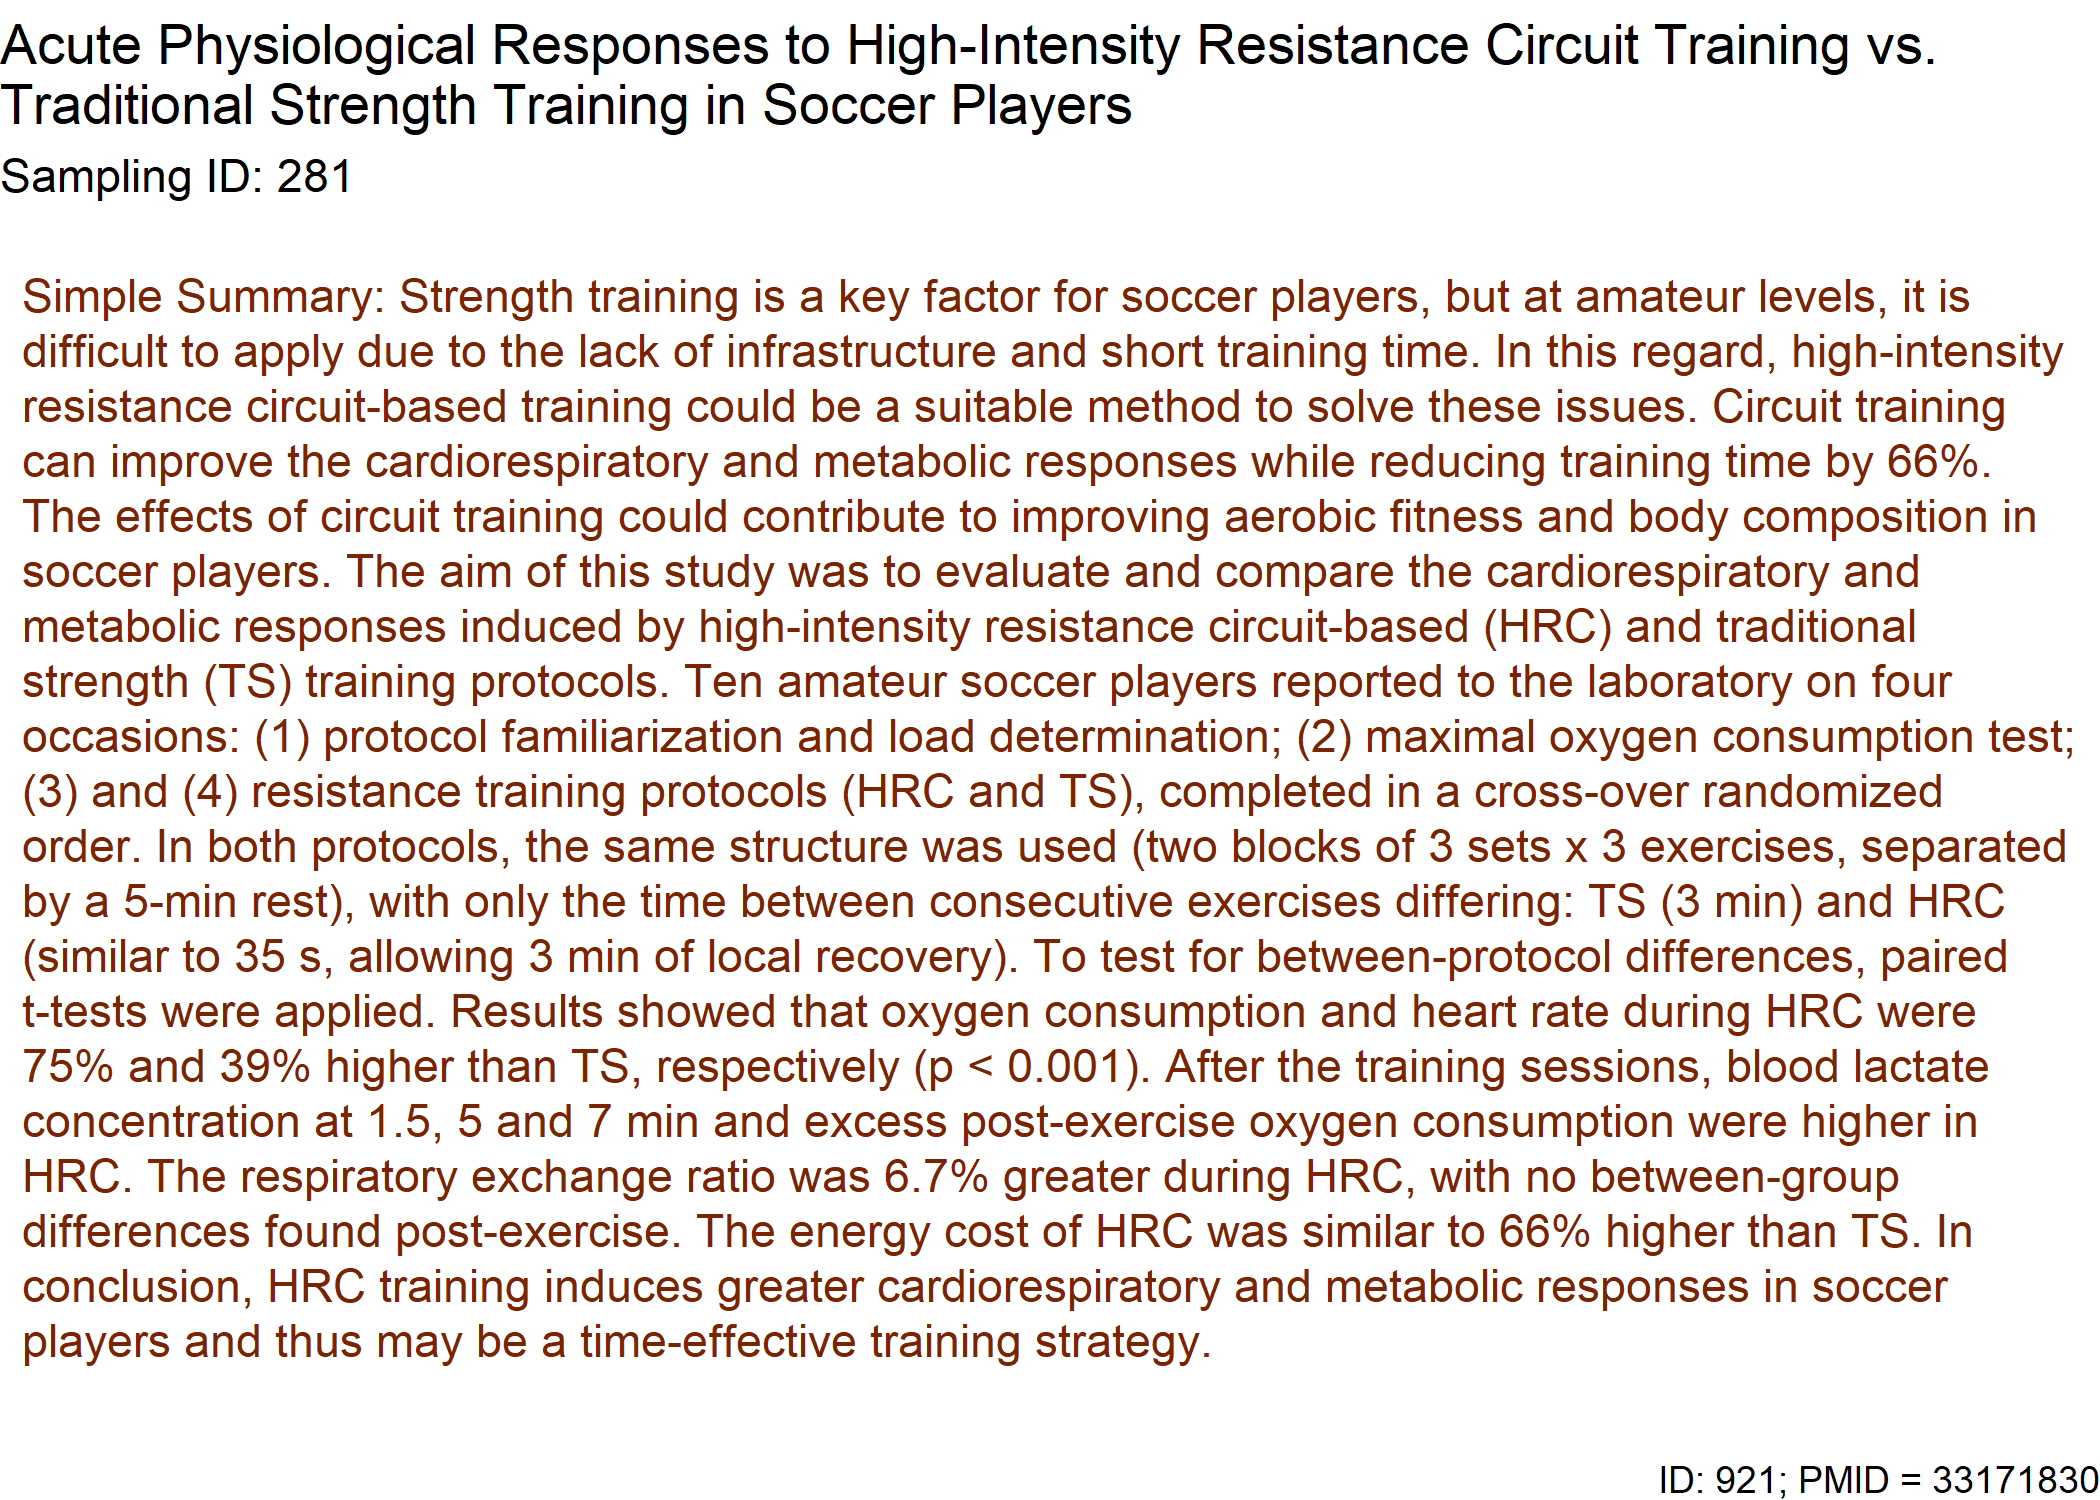 Acute Physiological Responses to High-Intensity Resistance Circuit Training vs.
Traditional Strength Training in Soccer Players
Sampling ID: 281
Simple Summary: Strength training is a key factor for soccer players, but at amateur levels, it is
difficult to apply due to the lack of infrastructure and short training time. In this regard, high-intensity
resistance circuit-based training could be a suitable method to solve these issues. Circuit training
can improve the cardiorespiratory and metabolic responses while reducing training time by 66%.
The effects of circuit training could contribute to improving aerobic fitness and body composition in
soccer players. The aim of this study was to evaluate and compare the cardiorespiratory and
metabolic responses induced by high-intensity resistance circuit-based (HRC) and traditional
strength (TS) training protocols. Ten amateur soccer players reported to the laboratory on four
occasions: (1) protocol familiarization and load determination; (2) maximal oxygen consumption test;
(3) and (4) resistance training protocols (HRC and TS), completed in a cross-over randomized
order. In both protocols, the same structure was used (two blocks of 3 sets x 3 exercises, separated
by a 5-min rest), with only the time between consecutive exercises differing: TS (3 min) and HRC
(similar to 35 s, allowing 3 min of local recovery). To test for between-protocol differences, paired
t-tests were applied. Results showed that oxygen consumption and heart rate during HRC were
75% and 39% higher than TS, respectively (p < 0.001). After the training sessions, blood lactate
concentration at 1.5, 5 and 7 min and excess post-exercise oxygen consumption were higher in
HRC. The respiratory exchange ratio was 6.7% greater during HRC, with no between-group
differences found post-exercise. The energy cost of HRC was similar to 66% higher than TS. In
conclusion, HRC training induces greater cardiorespiratory and metabolic responses in soccer
players and thus may be a time-effective training strategy.
ID: 921; PMID = 33171830